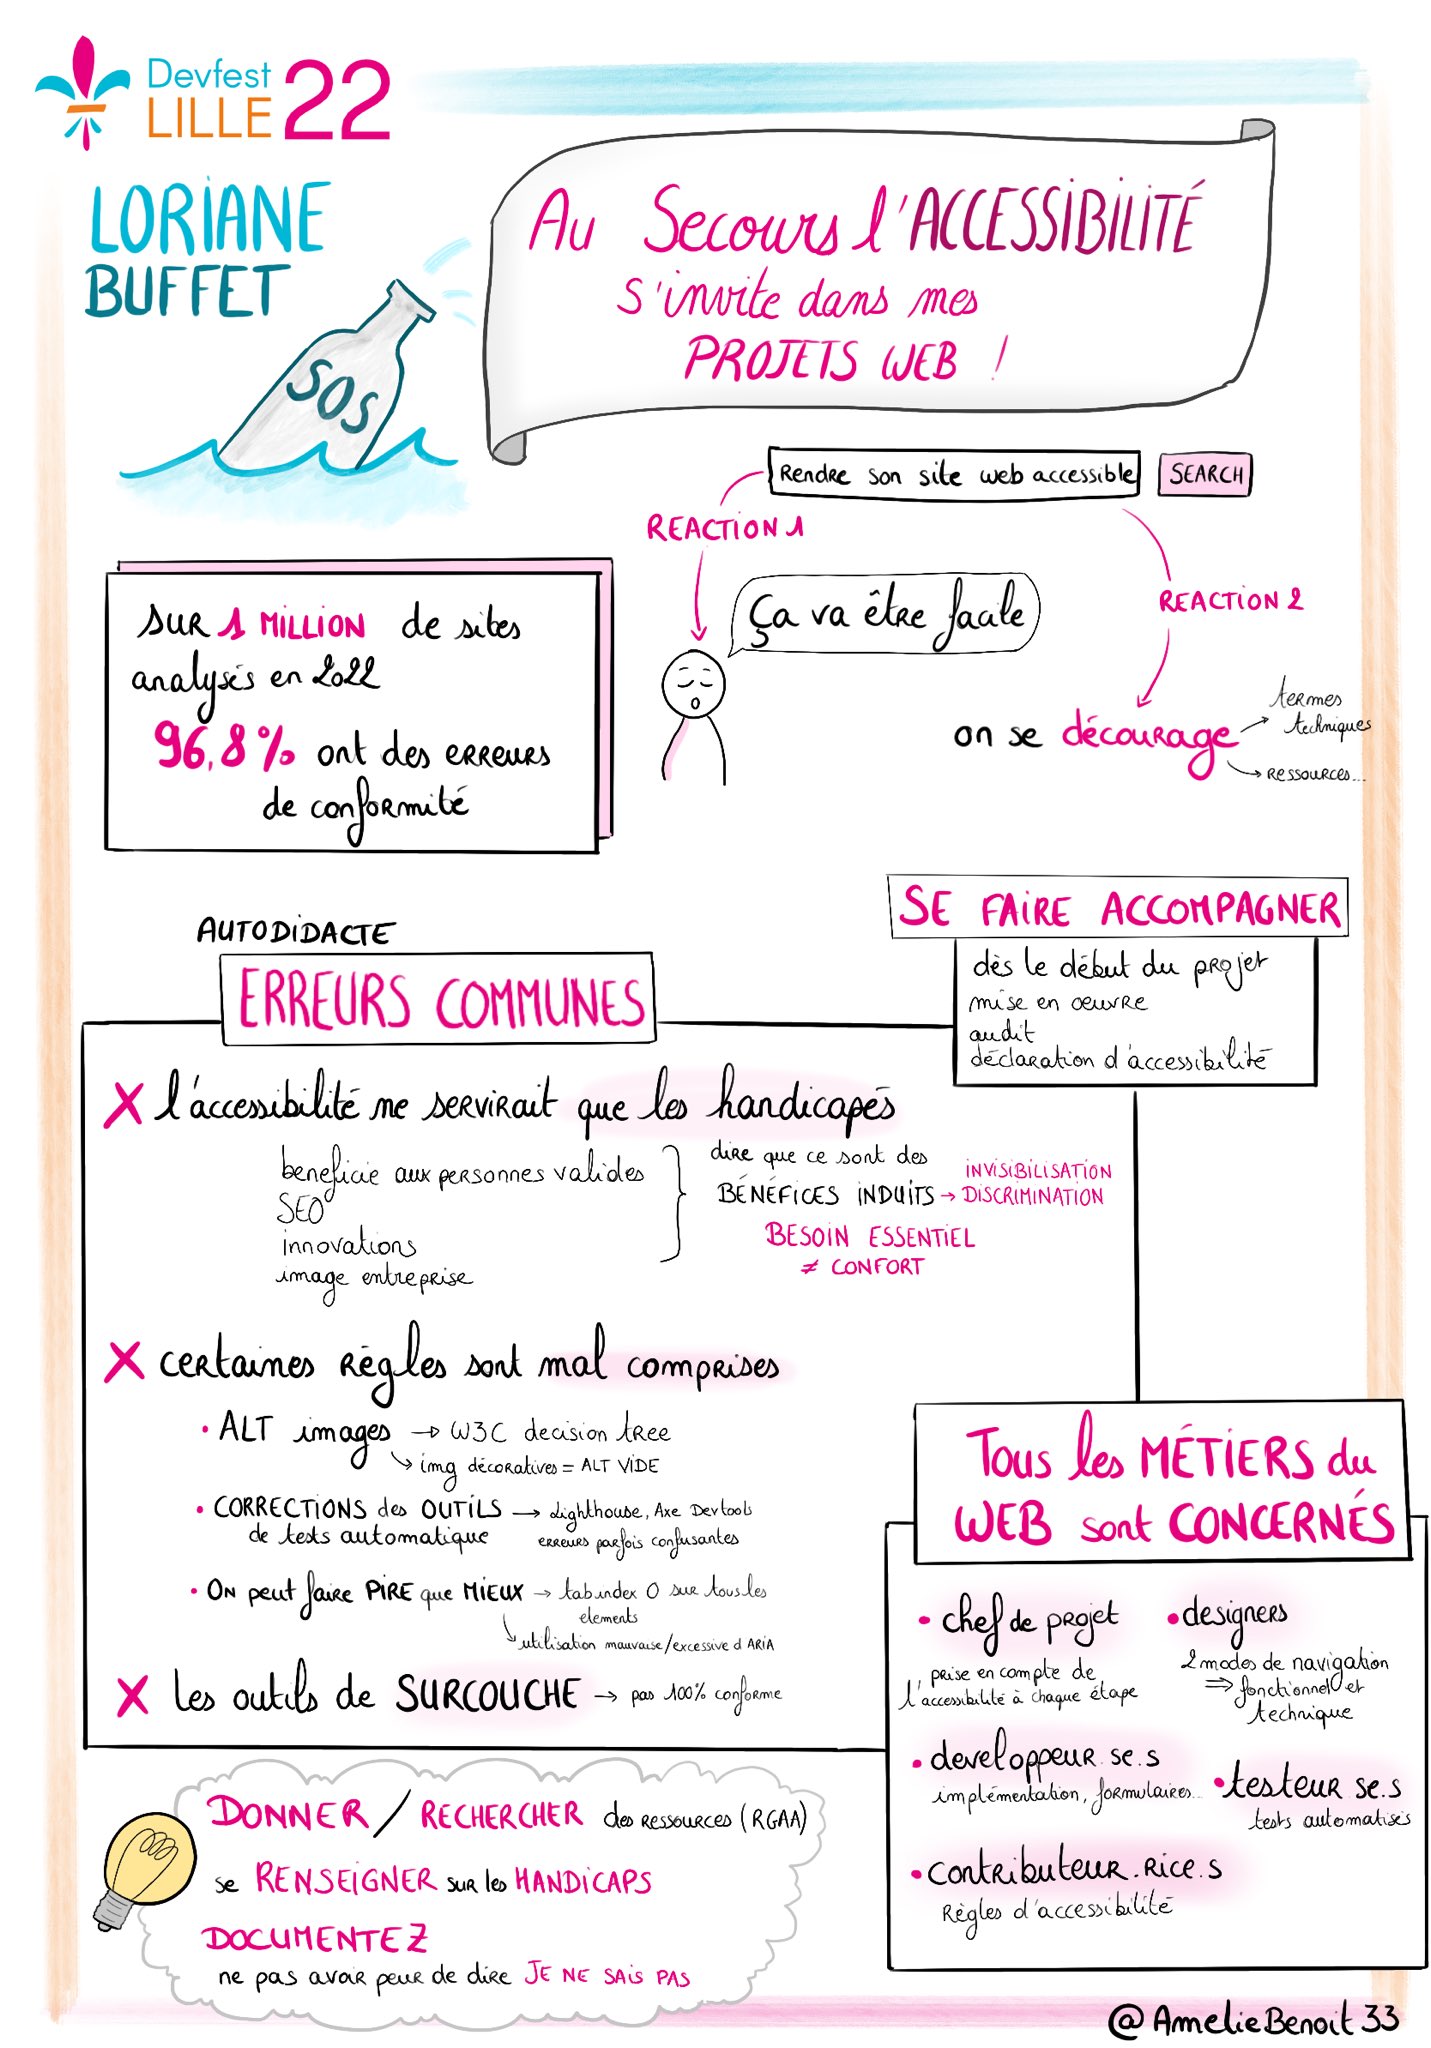 Devfest
LILLE 22
LORIANE
BUFFET
SOS
Au Secours l'ACCESSIBILITÉ
s'invite dans mes
PROJETS WEB !
Rendre son site web accessible
SEARCH
REACTION 1
Ça va être facile
REACTION 2
on se décourage
termes
techniques
ressources...
sur 1 MILLION de sites
analysés en 2022
96,8% ont des erreurs
de conformité
AUTODIDACTE
ERREURS COMMUNES
X l'accessibilité ne servirait que les handicapés
beneficie aux personnes valides
SEO
innovations
image entreprise
dire que ce sont des
BÉNÉFICES INDUITS → INVISIBILISATION
DISCRIMINATION
BESOIN ESSENTIEL
≠ CONFORT
X certaines règles sont mal comprises
• ALT images → W3C decision tree
img décoratives = ALT VIDE
• CORRECTIONS des OUTILS → Lighthouse, Axe Devtools
de tests automatique
erreurs parfois confusantes
• ON peut faire PIRE que MIEUX → tabindex 0 sur tous les
elements
utilisation mauvaise/excessive d ARIA
X Les outils de SURCOUCHE → pas 100% conforme
SE FAIRE ACCOMPAGNER
dès le début du projet
mise en oeuvre
audit
déclaration d'accessibilité
Tous les MÉTIERS du
WEB sont CONCERNÉS
• chef de projet
prise en compte de
l'accessibilité à chaque étape
• designers
2 modes de navigation
⇒ fonctionnel et
technique
• developpeur.se.s
implémentation, formulaires...
• testeur.se.s
tests automatisés
• contributeur.rice.s
Règles d'accessibilité
DONNER / RECHERCHER des ressources (RGAA)
se RENSEIGNER sur les HANDICAPS
DOCUMENTEZ
ne pas avoir peur de dire JE NE SAIS PAS
@AmelieBenoit33